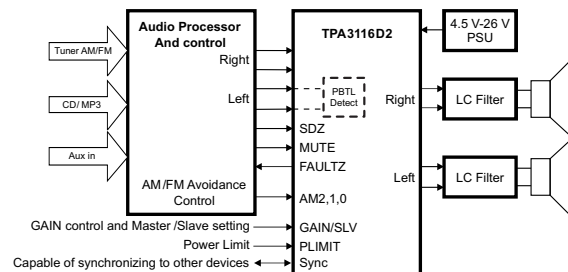 Audio Processor
And control
TPA3116D2
4.5 V-26 V
PSU
Tuner AM/FM
Right
CD/ MP3
Left
PBTL
Detect
Right
LC Filter
SDZ
MUTE
Aux in
FAULTZ
Left
LC Filter
AM/FM Avoidance
Control
AM2,1,0
GAIN control and Master /Slave setting
GAIN/SLV
Power Limit
PLIMIT
Capable of synchronizing to other devices
Sync